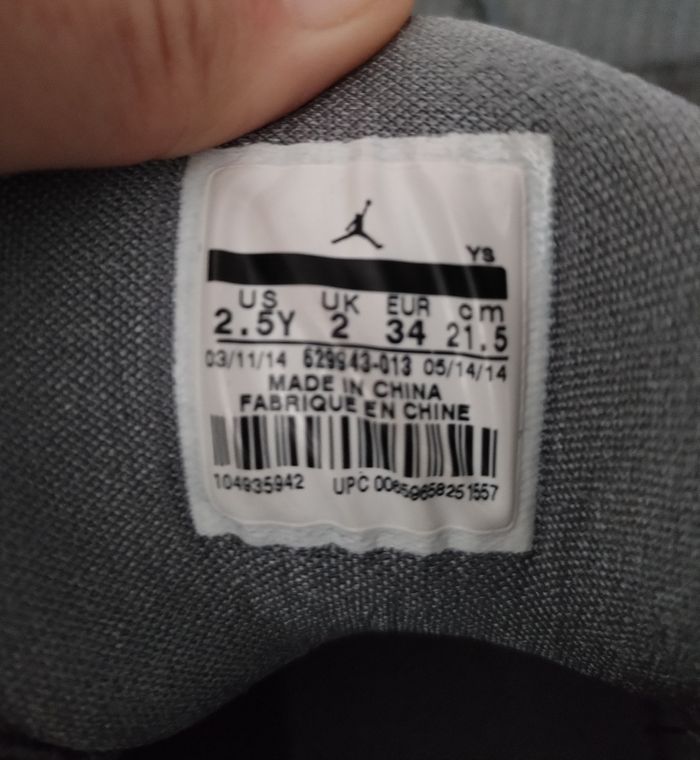 YS
US UK EUR cm
2.5Y 2 34 21.5
03/11/14 629943-013 05/14/14
MADE IN CHINA
FABRIQUE EN CHINE
104935942 UPC 00659658251557